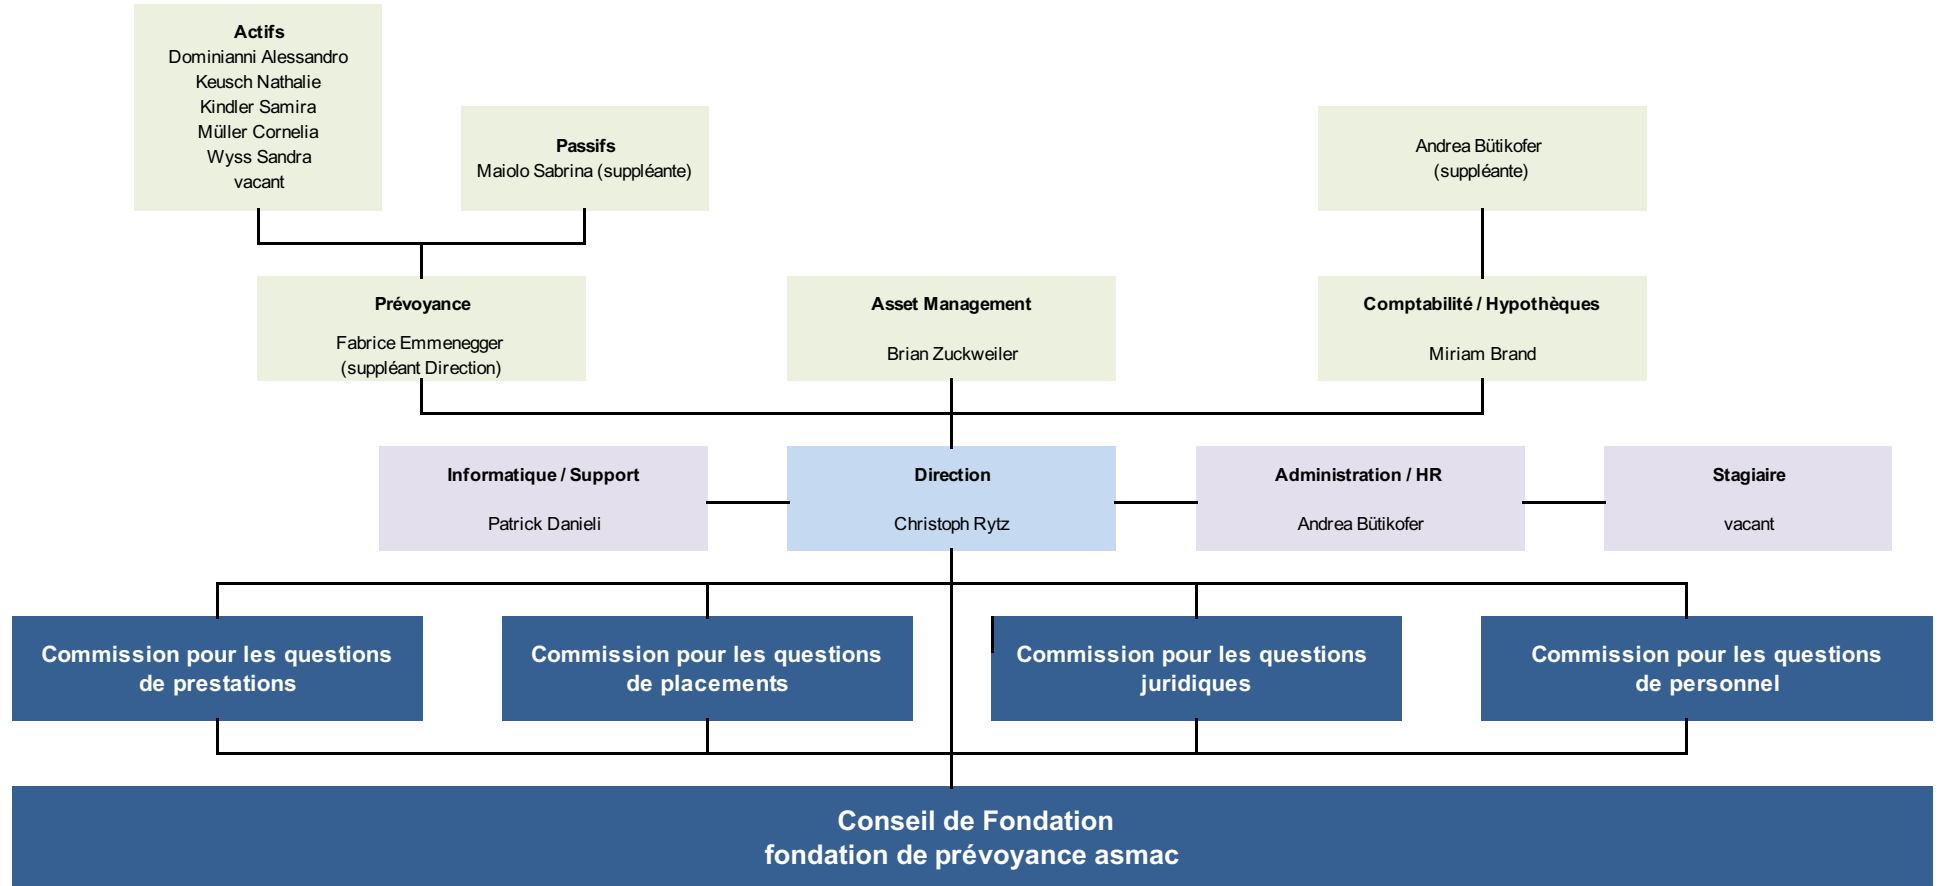 Actifs
Dominianni Alessandro
Keusch Nathalie
Kindler Samira
Müller Cornelia
Wyss Sandra
vacant
Passifs
Maiolo Sabrina (suppléante)
Andrea Bütikofer
(suppléante)
Prévoyance
Fabrice Emmenegger
(suppléant Direction)
Asset Management
Brian Zuckweiler
Comptabilité / Hypothèques
Miriam Brand
Informatique / Support
Patrick Danieli
Direction
Christoph Rytz
Administration / HR
Andrea Bütikofer
Stagiaire
vacant
Commission pour les questions
de prestations
Commission pour les questions
de placements
Commission pour les questions
juridiques
Commission pour les questions
de personnel
Conseil de Fondation
fondation de prévoyance asmac